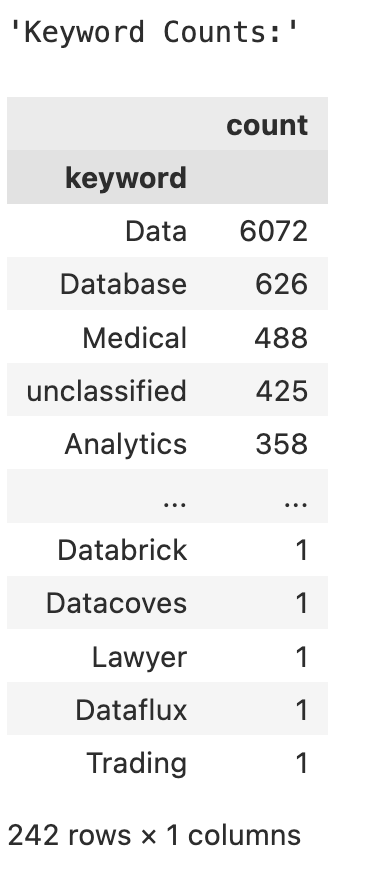 'Keyword Counts:'
count
keyword
Data 6072
Database 626
Medical 488
unclassified 425
Analytics 358
... ...
Databrick 1
Datacoves 1
Lawyer 1
Dataflux 1
Trading 1
242 rows × 1 columns